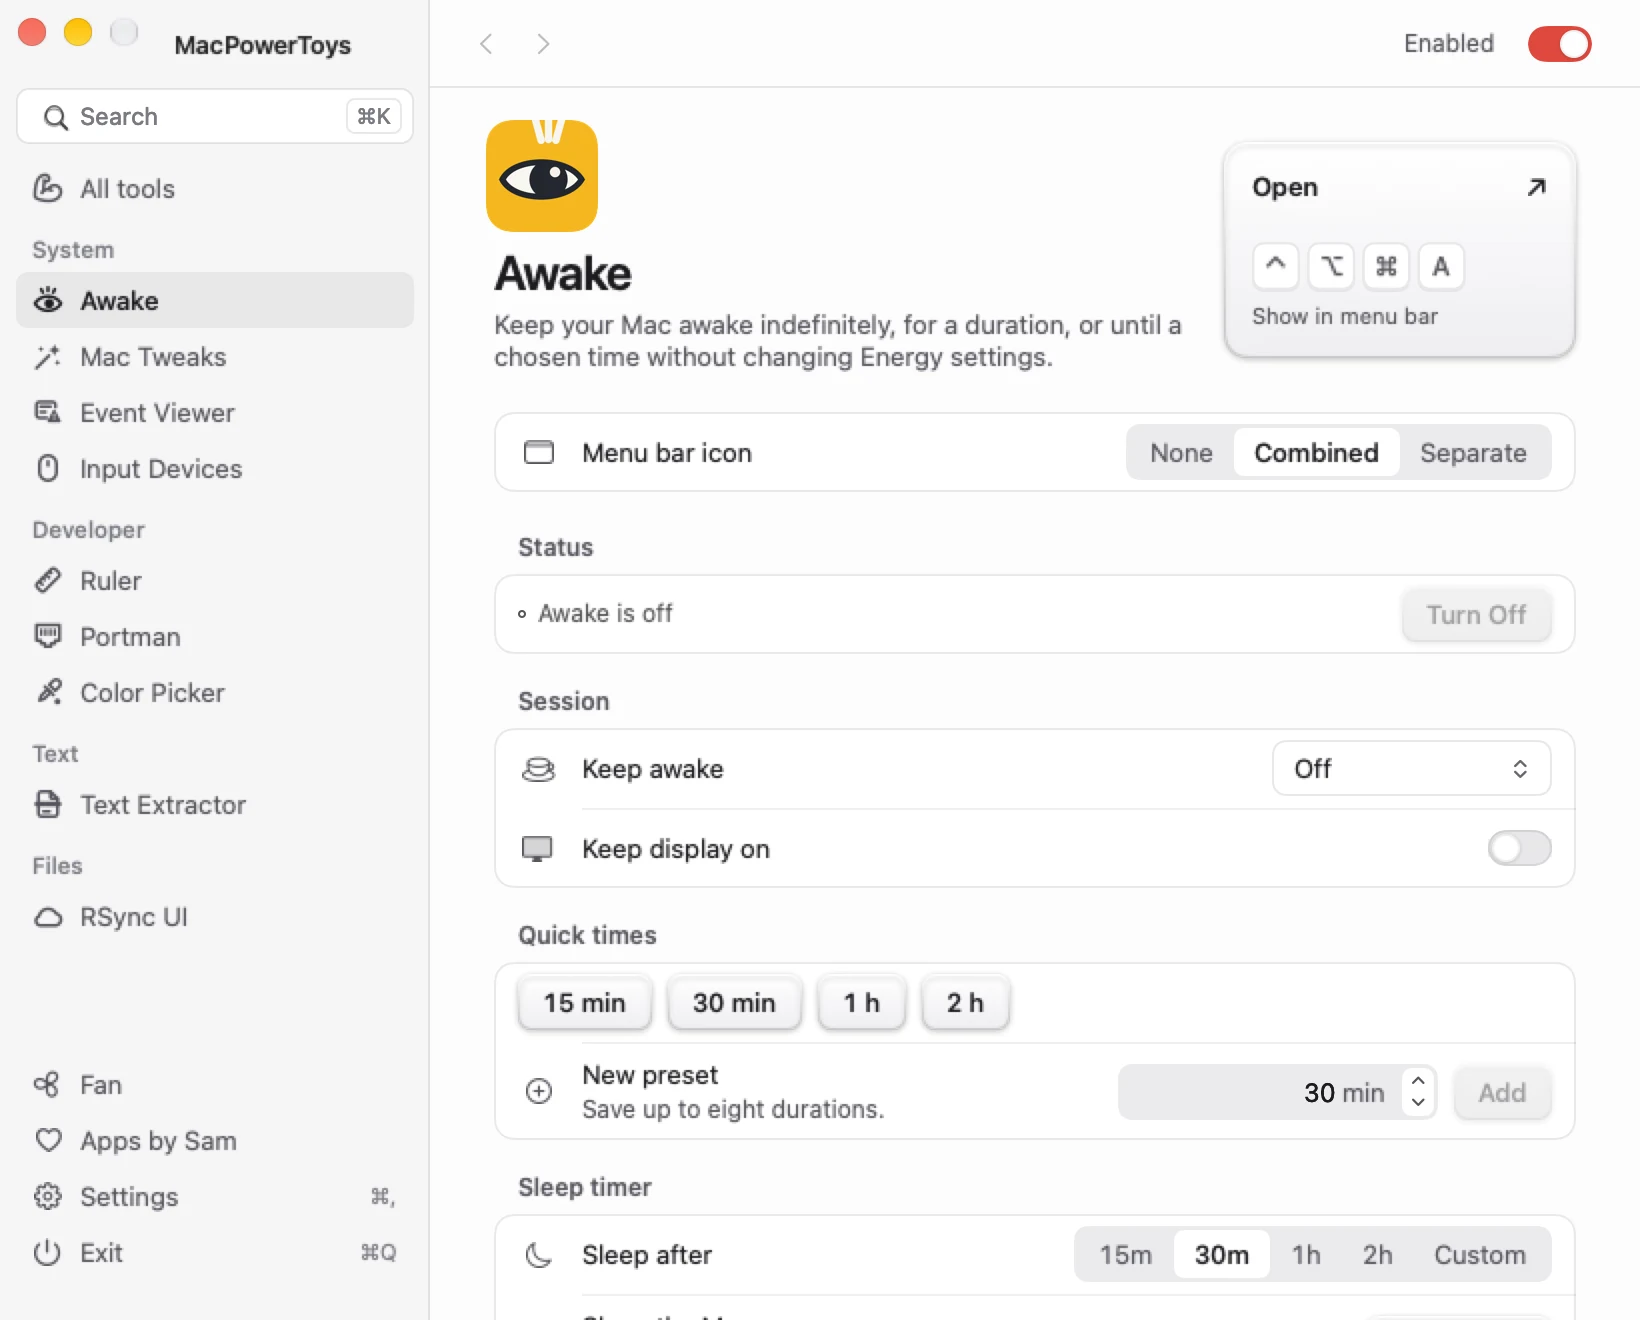 MacPowerToys
Search
⌘K
All tools
System
Awake
Mac Tweaks
Event Viewer
Input Devices
Developer
Ruler
Portman
Color Picker
Text
Text Extractor
Files
RSync UI
Fan
Apps by Sam
Settings
⌘,
Exit
⌘Q
Enabled
Open
⌃ ⌥ ⌘ A
Show in menu bar
Awake
Keep your Mac awake indefinitely, for a duration, or until a
chosen time without changing Energy settings.
Menu bar icon
None Combined Separate
Status
Awake is off
Turn Off
Session
Keep awake
Off
Keep display on
Quick times
15 min 30 min 1 h 2 h
New preset
Save up to eight durations.
30 min
Add
Sleep timer
Sleep after
15m 30m 1h 2h Custom